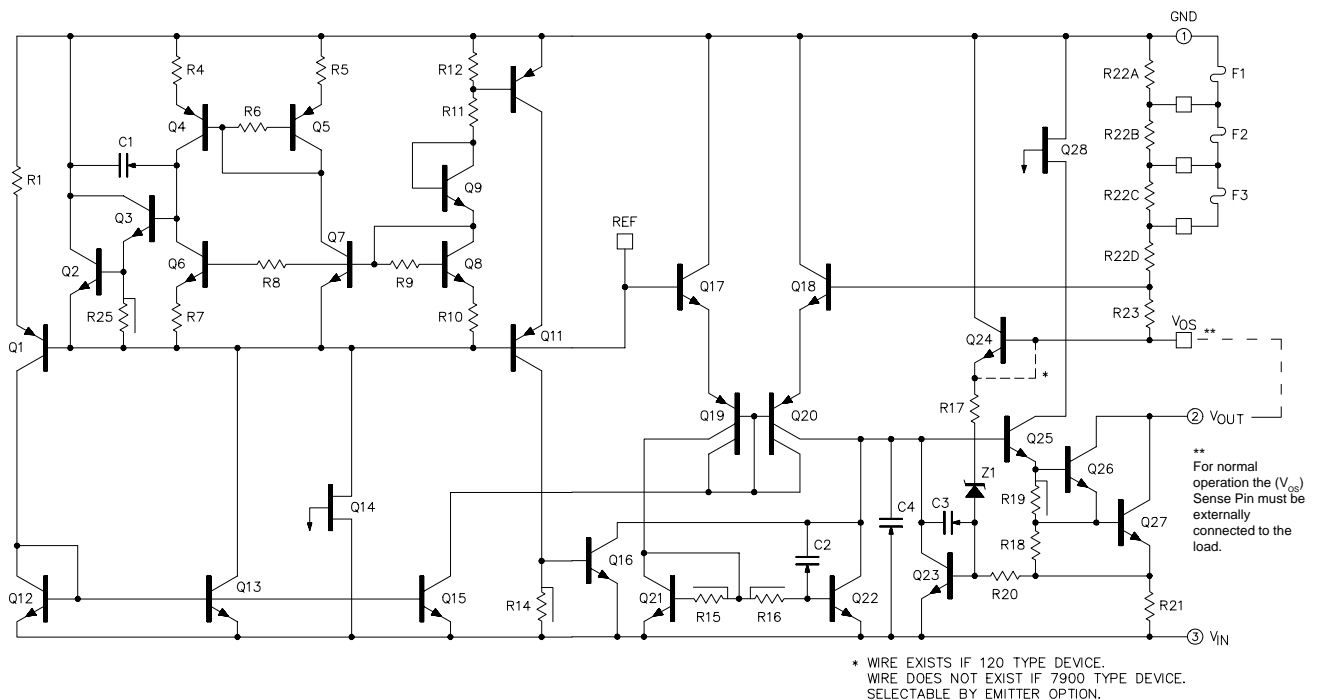 GND
1
R4
R5
R12
R22A
F1
R11
Q4
R6
Q5
C1
R22B
F2
Q28
R1
Q9
R22C
F3
Q3
REF
Q7
Q2
Q6
R8
R9
Q8
Q17
Q18
R22D
R25
R7
R10
R23
VOS **
Q1
Q11
Q24
*
R17
Q19
Q20
2 VOUT
Q25
Q26
**
For normal
operation the (VOS)
Sense Pin must be
externally
connected to the
load.
Z1
R19
Q14
C4
C3
Q27
R18
Q16
C2
Q23
Q12
Q13
Q15
R14
Q21
R15
R16
Q22
R20
R21
3 VIN
* WIRE EXISTS IF 120 TYPE DEVICE.
WIRE DOES NOT EXIST IF 7900 TYPE DEVICE.
SELECTABLE BY EMITTER OPTION.